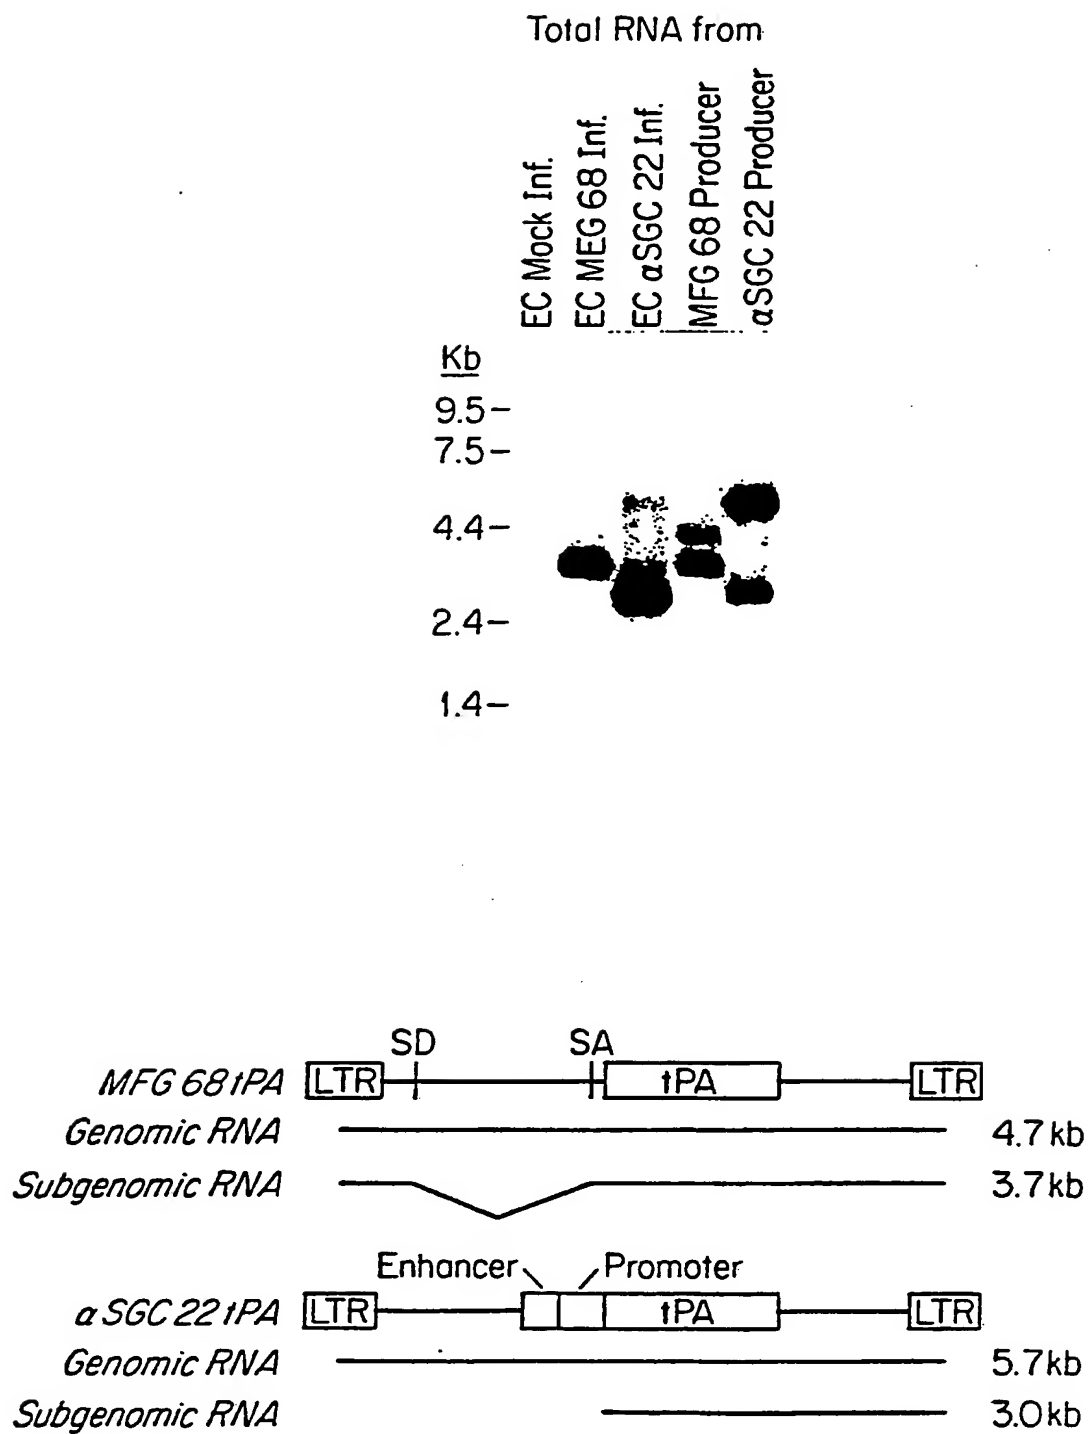 Total RNA from
EC Mock Inf.
EC MEG 68 Inf.
EC αSGC 22 Inf.
MFG 68 Producer
αSGC 22 Producer
Kb
9.5-
7.5-
4.4-
2.4-
1.4-
SD SA
MFG 68 tPA LTR tPA LTR
Genomic RNA 4.7 kb
Subgenomic RNA 3.7 kb
Enhancer Promoter
αSGC 22 tPA LTR tPA LTR
Genomic RNA 5.7 kb
Subgenomic RNA 3.0 kb